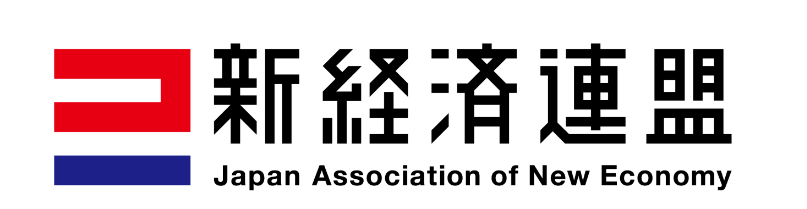 新経済連盟
Japan Association of New Economy